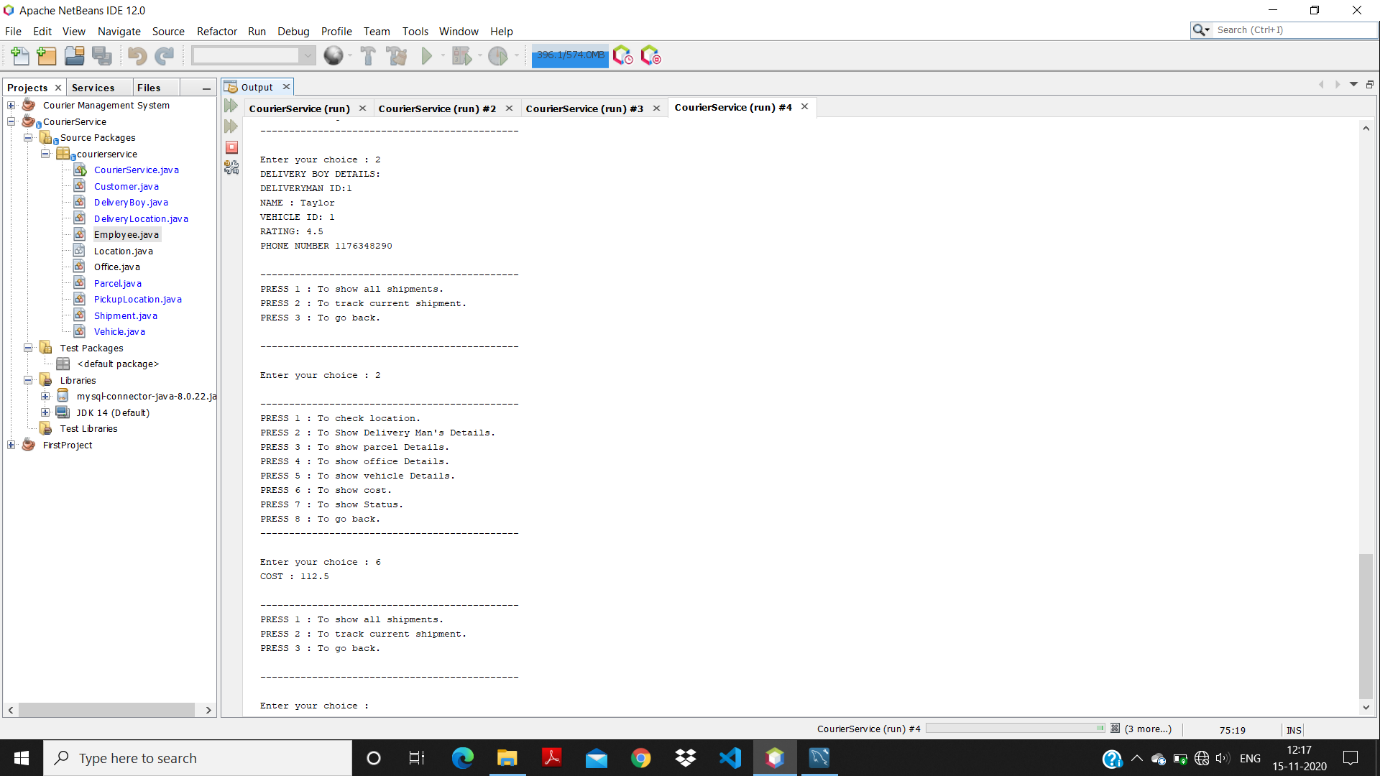 Apache NetBeans IDE 12.0
File Edit View Navigate Source Refactor Run Debug Profile Team Tools Window Help
Search (Ctrl+I)
396.1/574.0MB
Projects Services Files
Output
Courier Management System
CourierService
Source Packages
courierservice
CourierService.java
Customer.java
DeliveryBoy.java
DeliveryLocation.java
Employee.java
Location.java
Office.java
Parcel.java
PickupLocation.java
Shipment.java
Vehicle.java
Test Packages
<default package>
Libraries
mysql-connector-java-8.0.22.ja
JDK 14 (Default)
Test Libraries
FirstProject
CourierService (run) CourierService (run) #2 CourierService (run) #3 CourierService (run) #4
---------------------------------------------
Enter your choice : 2
DELIVERY BOY DETAILS:
DELIVERYMAN ID:1
NAME : Taylor
VEHICLE ID: 1
RATING: 4.5
PHONE NUMBER 1176348290
---------------------------------------------
PRESS 1 : To show all shipments.
PRESS 2 : To track current shipment.
PRESS 3 : To go back.
---------------------------------------------
Enter your choice : 2
---------------------------------------------
PRESS 1 : To check location.
PRESS 2 : To Show Delivery Man's Details.
PRESS 3 : To show parcel Details.
PRESS 4 : To show office Details.
PRESS 5 : To show vehicle Details.
PRESS 6 : To show cost.
PRESS 7 : To show Status.
PRESS 8 : To go back.
---------------------------------------------
Enter your choice : 6
COST : 112.5
---------------------------------------------
PRESS 1 : To show all shipments.
PRESS 2 : To track current shipment.
PRESS 3 : To go back.
---------------------------------------------
Enter your choice :
CourierService (run) #4 (3 more...) 75:19 INS
Type here to search
ENG
12:17
15-11-2020